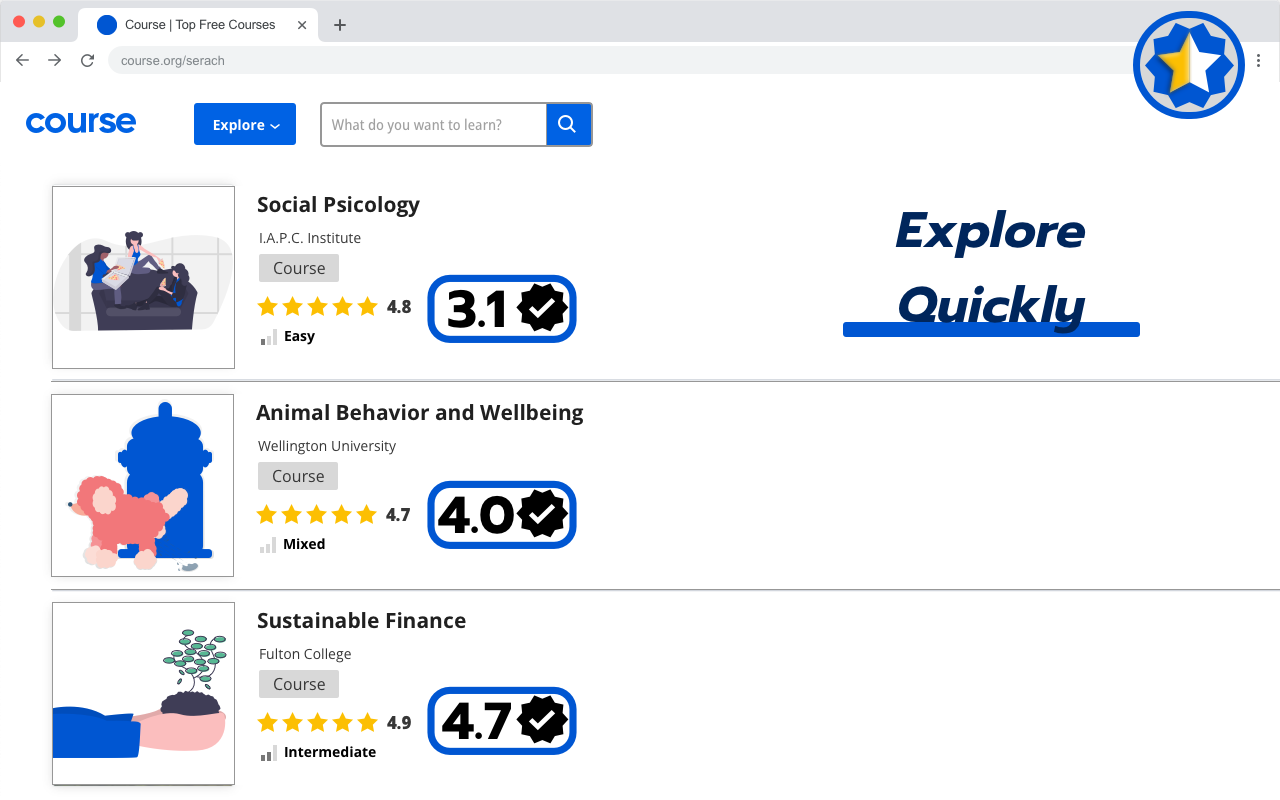 Course | Top Free Courses
course.org/serach
course
Explore
What do you want to learn?
Social Psicology
I.A.P.C. Institute
Course
4.8
3.1
Easy
Explore
Quickly
Animal Behavior and Wellbeing
Wellington University
Course
4.7
4.0
Mixed
Sustainable Finance
Fulton College
Course
4.9
4.7
Intermediate